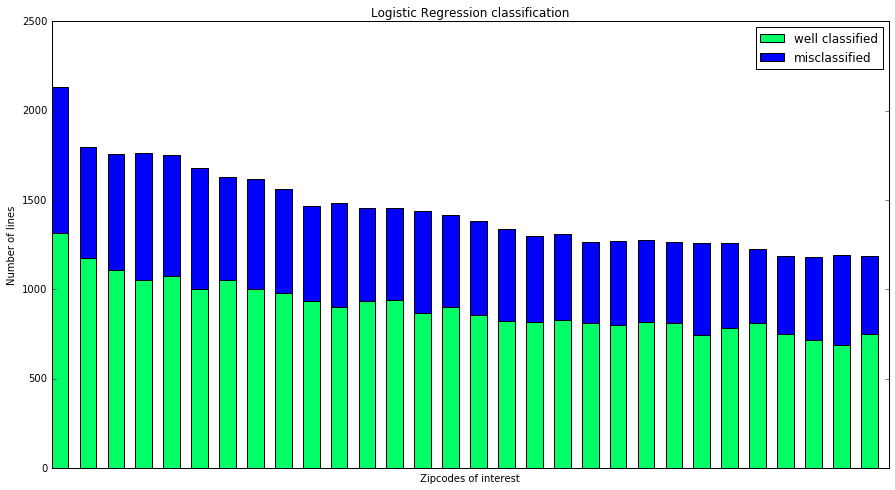 Logistic Regression classification
well classified
misclassified
2500
2000
1500
1000
500
0
Number of lines
Zipcodes of interest